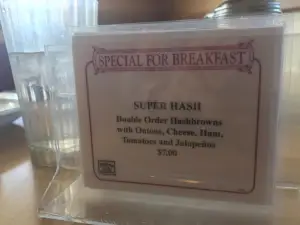 SPECIAL FOR BREAKFAST
SUPER HASH
Double Order Hashbrowns
with Onions, Cheese, Ham,
Tomatoes and Jalapeños
$7.00